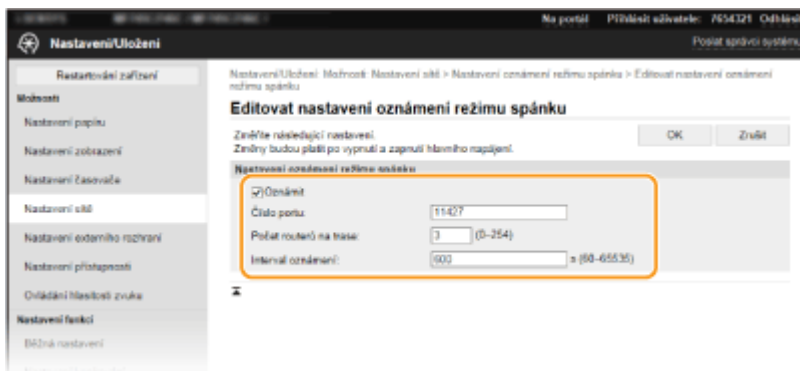 Na portál Přihlásit uživatele: 7654321 Odhlásit
Nastavení/Uložení
Poslat správci systému
Restartování zařízení
Možnosti
Nastavení papíru
Nastavení zobrazení
Nastavení časovače
Nastavení sítě
Nastavení externího rozhraní
Nastavení přístupnosti
Ovládání hlasitosti zvuku
Nastavení funkcí
Běžná nastavení
Nastavení/Uložení: Možnosti: Nastavení sítě > Nastavení oznámení režimu spánku > Editovat nastavení oznámení
režimu spánku
Editovat nastavení oznámení režimu spánku
Změňte následující nastavení.
Změny budou platit po vypnutí a zapnutí hlavního napájení.
OK Zrušit
Nastavení oznámení režimu spánku
Oznámit
Číslo portu: 11427
Počet routerů na trase: 3 (0–254)
Interval oznámení: 600 s (60–65535)